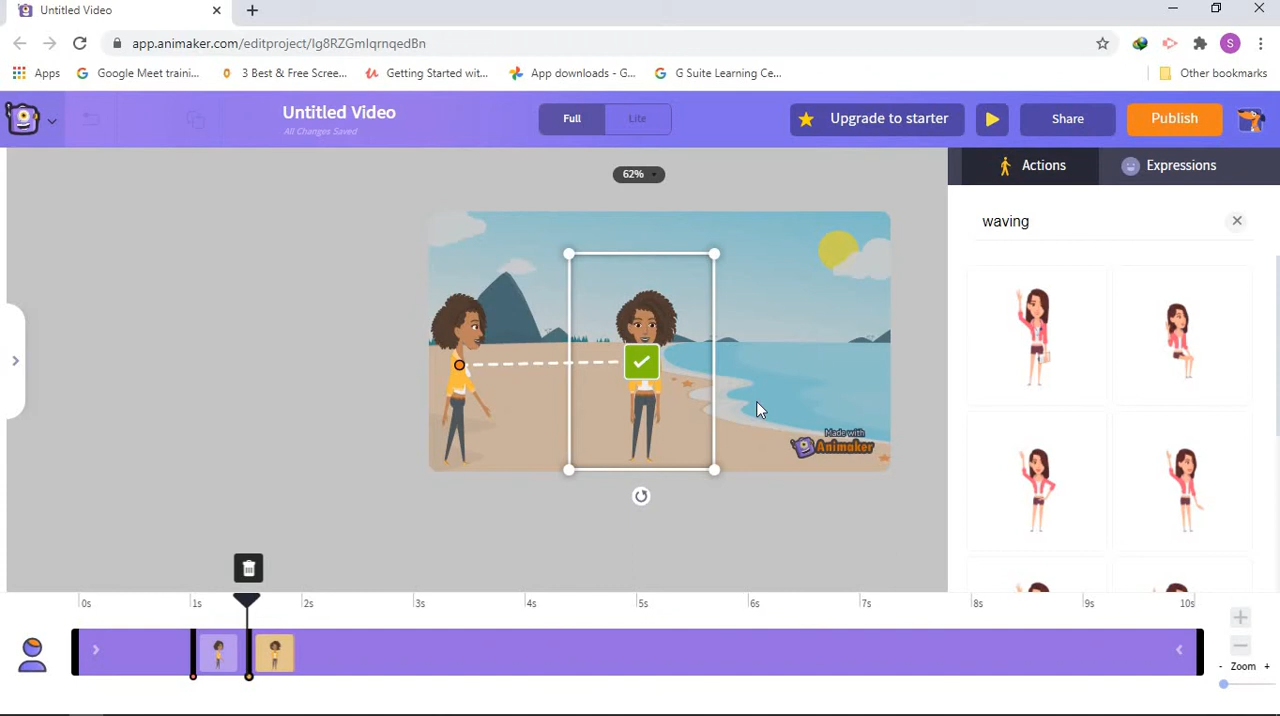 Untitled Video
app.animaker.com/editproject/Ig8RZGmIqrnqedBn
S
Apps
Google Meet traini...
3 Best & Free Scree...
Getting Started wit...
App downloads - G...
G Suite Learning Ce...
Other bookmarks
Untitled Video
All Changes Saved
Full
Lite
Upgrade to starter
Share
Publish
62%
Actions
Expressions
waving
Made with
Animaker
0s
1s
2s
3s
4s
5s
6s
7s
8s
9s
10s
- Zoom +